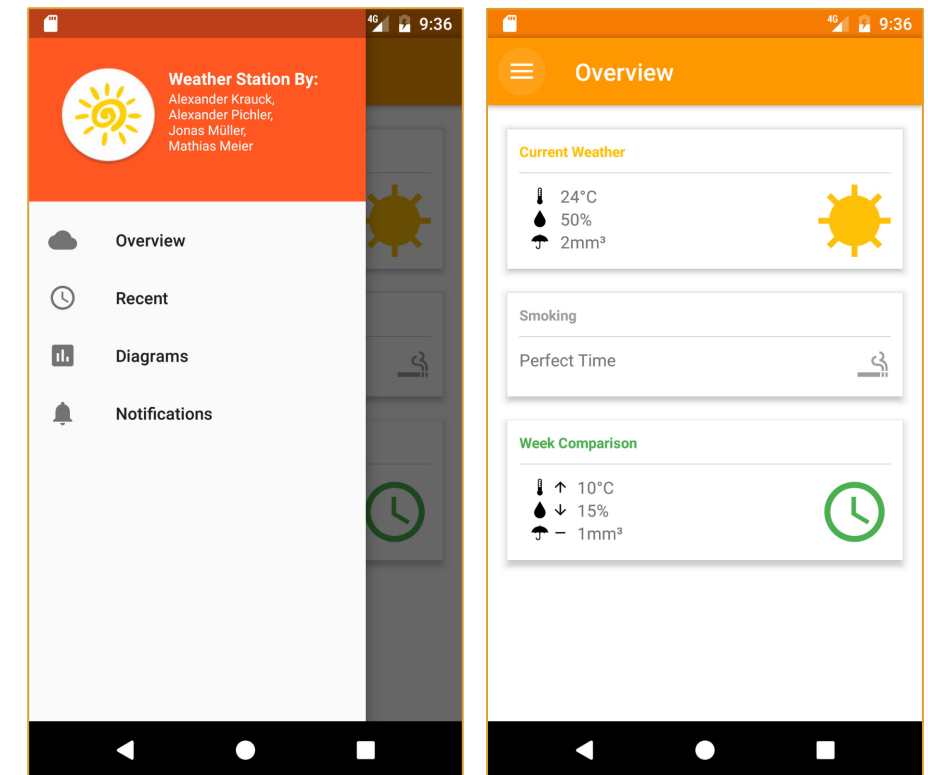 4G 9:36
Weather Station By:
Alexander Krauck,
Alexander Pichler,
Jonas Müller,
Mathias Meier
Overview
Recent
Diagrams
Notifications
4G 9:36
Overview
Current Weather
24°C
50%
2mm³
Smoking
Perfect Time
Week Comparison
10°C
15%
1mm³